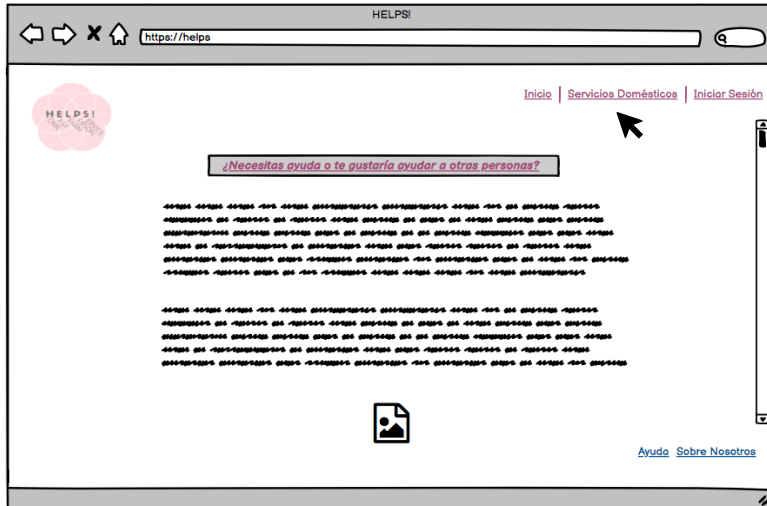 HELPS!
https://helps
Inicio Servicios Domésticos Iniciar Sesión
HELPS!
¿Necesitas ayuda o te gustaría ayudar a otras personas?
Ayuda Sobre Nosotros